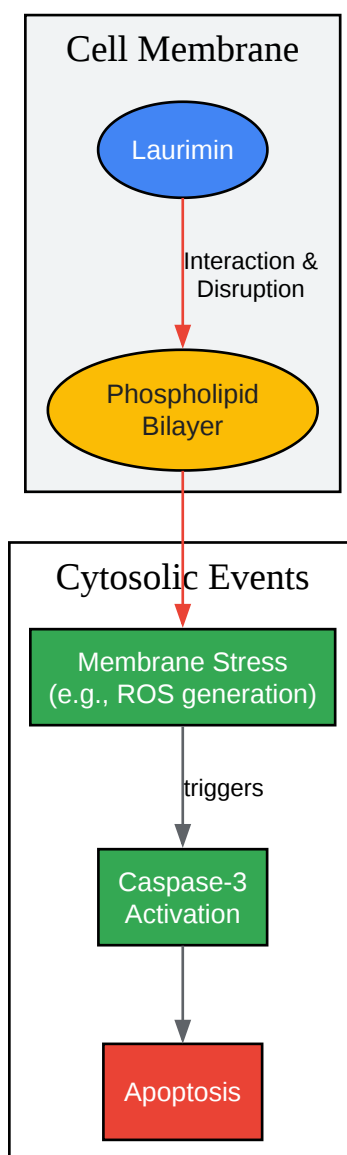 Cell Membrane
Laurimin
Interaction &
Disruption
Phospholipid
Bilayer
Cytosolic Events
Membrane Stress
(e.g., ROS generation)
triggers
Caspase-3
Activation
Apoptosis